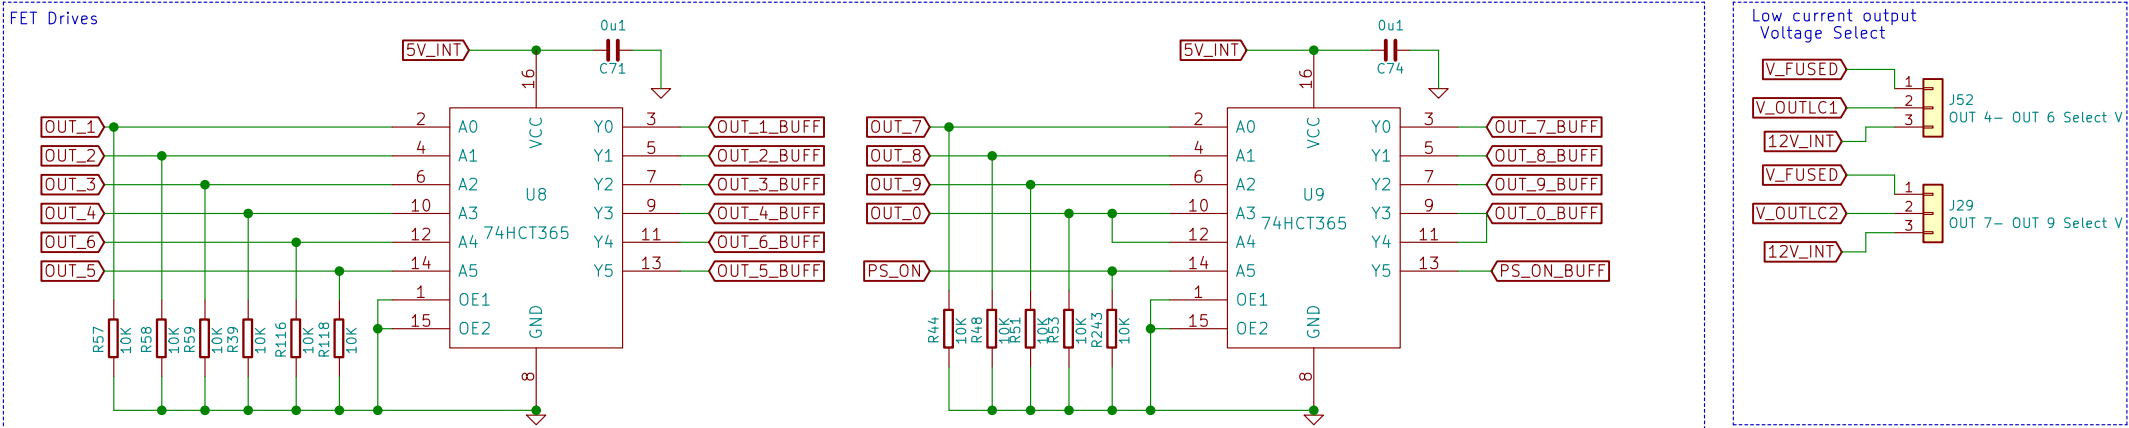 FET Drives
0u1
5V_INT
C71
16
VCC
OUT_1
2
A0
Y0
3
OUT_1_BUFF
OUT_2
4
A1
Y1
5
OUT_2_BUFF
OUT_3
6
A2
Y2
7
OUT_3_BUFF
U8
OUT_4
10
A3
Y3
9
OUT_4_BUFF
74HCT365
OUT_6
12
A4
Y4
11
OUT_6_BUFF
OUT_5
14
A5
Y5
13
OUT_5_BUFF
1
OE1
15
OE2
GND
8
R57
10K
R58
10K
R59
10K
R39
10K
R116
10K
R118
10K
0u1
5V_INT
C74
16
VCC
OUT_7
2
A0
Y0
3
OUT_7_BUFF
OUT_8
4
A1
Y1
5
OUT_8_BUFF
OUT_9
6
A2
Y2
7
OUT_9_BUFF
U9
OUT_0
10
A3
Y3
9
OUT_0_BUFF
74HCT365
12
A4
Y4
11
PS_ON
14
A5
Y5
13
PS_ON_BUFF
1
OE1
15
OE2
GND
8
R44
10K
R48
10K
R51
10K
R53
10K
R243
10K
Low current output
Voltage Select
V_FUSED
1
J52
V_OUTLC1
2
OUT 4- OUT 6 Select V
3
12V_INT
V_FUSED
1
J29
V_OUTLC2
2
OUT 7- OUT 9 Select V
3
12V_INT